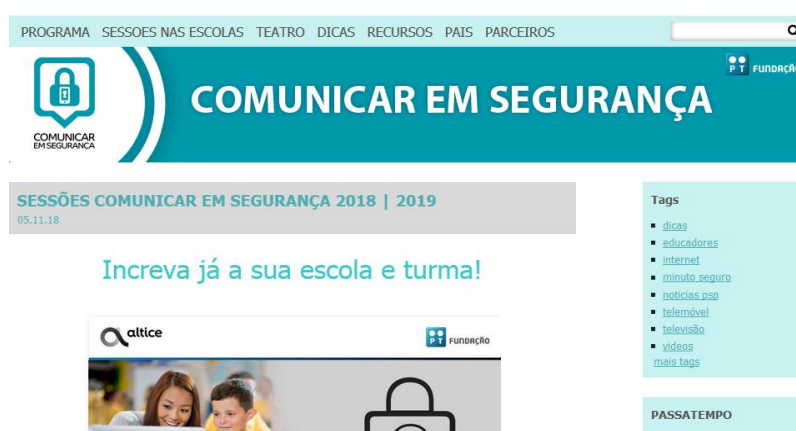 PROGRAMA SESSOES NAS ESCOLAS TEATRO DICAS RECURSOS PAIS PARCEIROS
PT FUNDAÇÃO
COMUNICAR EM SEGURANÇA
COMUNICAR
EM SEGURANÇA
SESSÕES COMUNICAR EM SEGURANÇA 2018 | 2019
05.11.18
Increva já a sua escola e turma!
altice
PT FUNDAÇÃO
Tags
dicas
educadores
internet
minuto seguro
noticias psp
telemóvel
televisão
videos
mais tags
PASSATEMPO